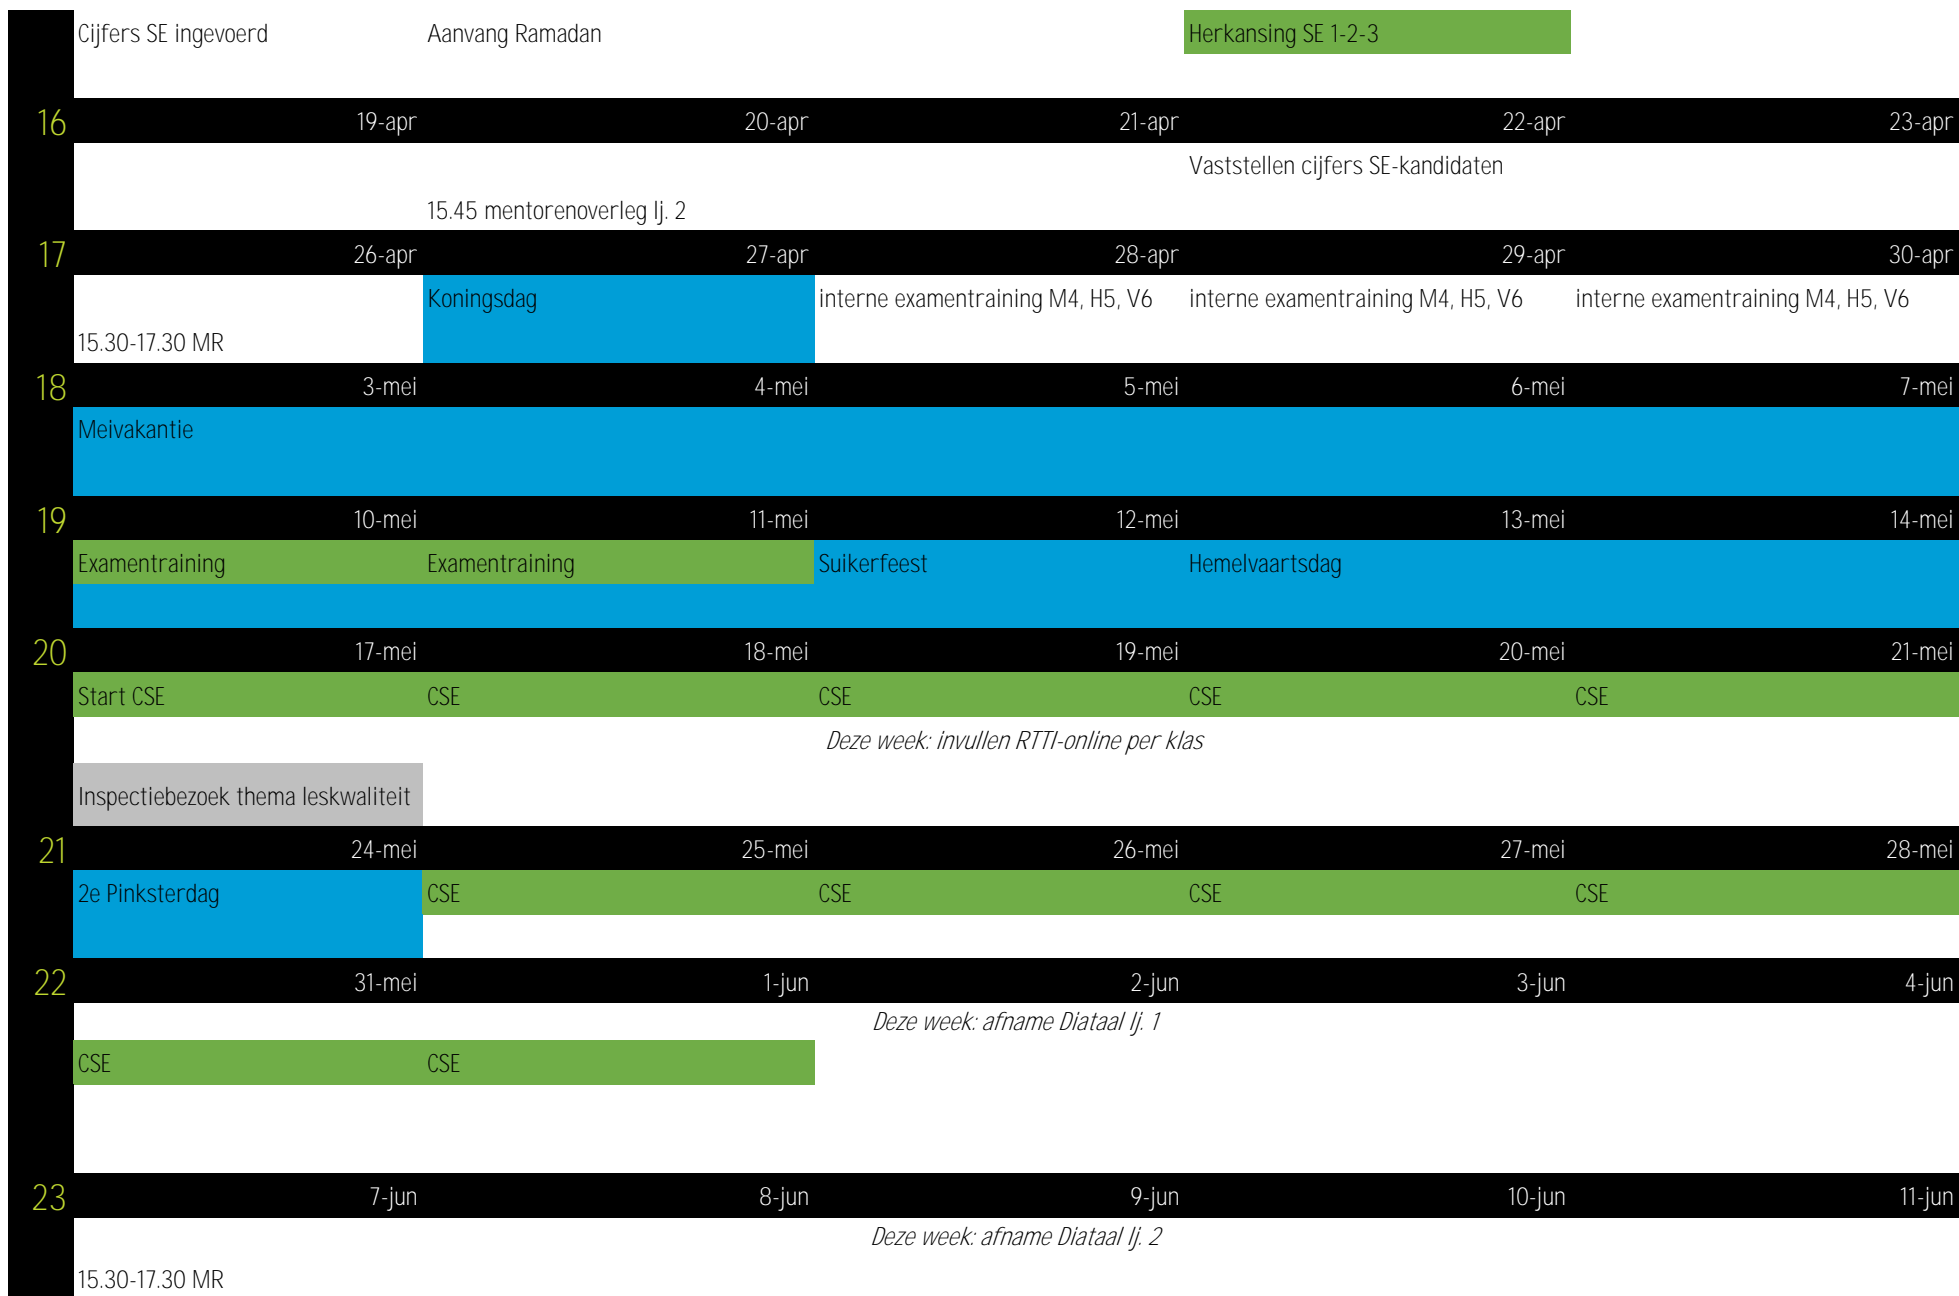 Cijfers SE ingevoerd Aanvang Ramadan Herkansing SE 1-2-3
16 19-apr 20-apr 21-apr 22-apr 23-apr
Vaststellen cijfers SE-kandidaten
15.45 mentorenoverleg lj. 2
17 26-apr 27-apr 28-apr 29-apr 30-apr
Koningsdag interne examentraining M4, H5, V6 interne examentraining M4, H5, V6 interne examentraining M4, H5, V6
15.30-17.30 MR
18 3-mei 4-mei 5-mei 6-mei 7-mei
Meivakantie
19 10-mei 11-mei 12-mei 13-mei 14-mei
Examentraining Examentraining Suikerfeest Hemelvaartsdag
20 17-mei 18-mei 19-mei 20-mei 21-mei
Start CSE CSE CSE CSE CSE
Deze week: invullen RTTI-online per klas
Inspectiebezoek thema leskwaliteit
21 24-mei 25-mei 26-mei 27-mei 28-mei
2e Pinksterdag CSE CSE CSE CSE
22 31-mei 1-jun 2-jun 3-jun 4-jun
Deze week: afname Diataal lj. 1
CSE CSE
23 7-jun 8-jun 9-jun 10-jun 11-jun
Deze week: afname Diataal lj. 2
15.30-17.30 MR